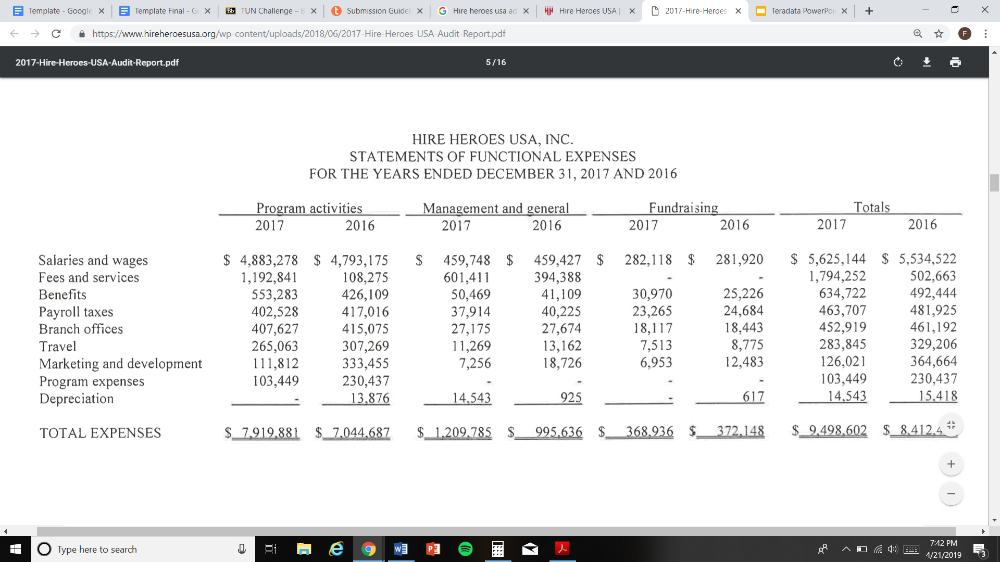 Template - Google
Template Final - G
Bb TUN Challenge – B
Submission Guidel
Hire heroes usa ad
Hire Heroes USA |
2017-Hire-Heroes-
Teradata PowerPoi
https://www.hireheroesusa.org/wp-content/uploads/2018/06/2017-Hire-Heroes-USA-Audit-Report.pdf
F
2017-Hire-Heroes-USA-Audit-Report.pdf 5 / 16
HIRE HEROES USA, INC.
STATEMENTS OF FUNCTIONAL EXPENSES
FOR THE YEARS ENDED DECEMBER 31, 2017 AND 2016
Program activities Management and general Fundraising Totals
2017 2016 2017 2016 2017 2016 2017 2016
Salaries and wages $ 4,883,278 $ 4,793,175 $ 459,748 $ 459,427 $ 282,118 $ 281,920 $ 5,625,144 $ 5,534,522
Fees and services 1,192,841 108,275 601,411 394,388 - - 1,794,252 502,663
Benefits 553,283 426,109 50,469 41,109 30,970 25,226 634,722 492,444
Payroll taxes 402,528 417,016 37,914 40,225 23,265 24,684 463,707 481,925
Branch offices 407,627 415,075 27,175 27,674 18,117 18,443 452,919 461,192
Travel 265,063 307,269 11,269 13,162 7,513 8,775 283,845 329,206
Marketing and development 111,812 333,455 7,256 18,726 6,953 12,483 126,021 364,664
Program expenses 103,449 230,437 - - - - 103,449 230,437
Depreciation - 13,876 14,543 925 - 617 14,543 15,418
TOTAL EXPENSES $ 7,919,881 $ 7,044,687 $ 1,209,785 $ 995,636 $ 368,936 $ 372,148 $ 9,498,602 $ 8,412,4
Type here to search
7:42 PM
4/21/2019
3